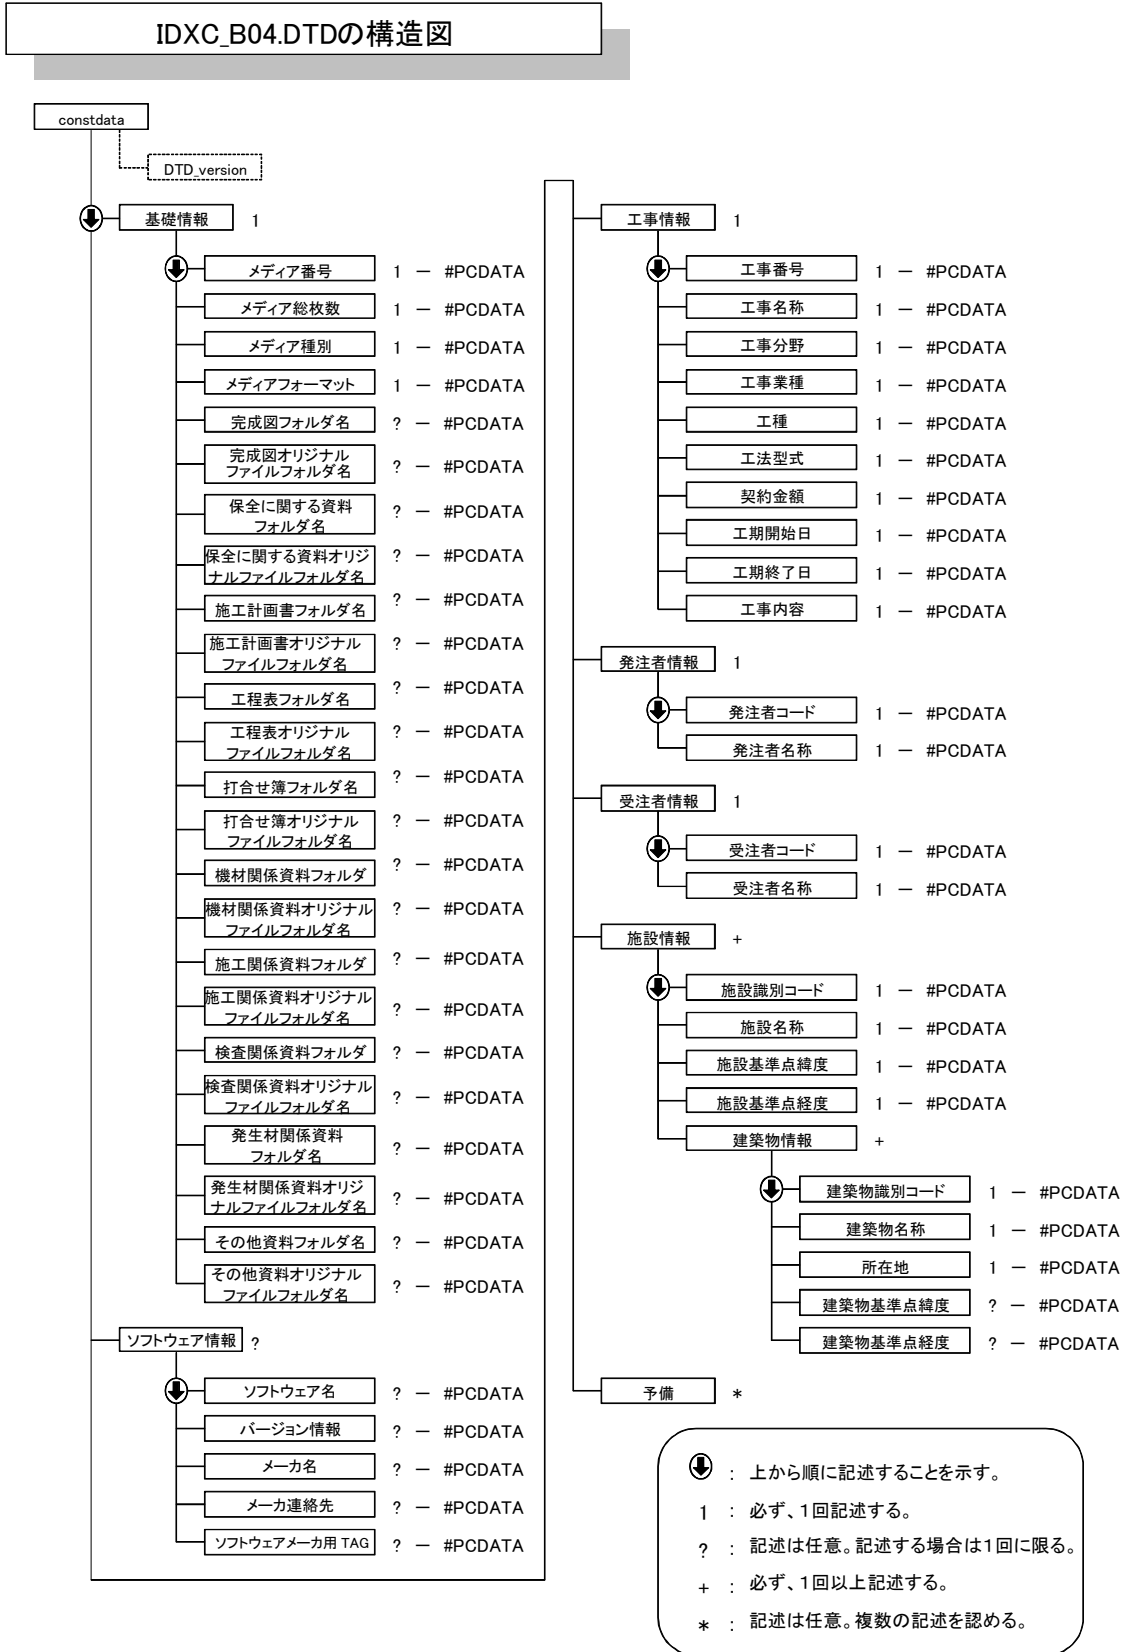 IDXC_B04.DTDの構造図
constdata
DTD_version
基礎情報 1
メディア番号 1 － #PCDATA
メディア総枚数 1 － #PCDATA
メディア種別 1 － #PCDATA
メディアフォーマット 1 － #PCDATA
完成図フォルダ名 ? － #PCDATA
完成図オリジナル
ファイルフォルダ名 ? － #PCDATA
保全に関する資料
フォルダ名 ? － #PCDATA
保全に関する資料オリジ
ナルファイルフォルダ名 ? － #PCDATA
施工計画書フォルダ名 ? － #PCDATA
施工計画書オリジナル
ファイルフォルダ名 ? － #PCDATA
工程表フォルダ名 ? － #PCDATA
工程表オリジナル
ファイルフォルダ名 ? － #PCDATA
打合せ簿フォルダ名 ? － #PCDATA
打合せ簿オリジナル
ファイルフォルダ名 ? － #PCDATA
機材関係資料フォルダ ? － #PCDATA
機材関係資料オリジナル
ファイルフォルダ名 ? － #PCDATA
施工関係資料フォルダ ? － #PCDATA
施工関係資料オリジナル
ファイルフォルダ名 ? － #PCDATA
検査関係資料フォルダ ? － #PCDATA
検査関係資料オリジナル
ファイルフォルダ名 ? － #PCDATA
発生材関係資料
フォルダ名 ? － #PCDATA
発生材関係資料オリジ
ナルファイルフォルダ名 ? － #PCDATA
その他資料フォルダ名 ? － #PCDATA
その他資料オリジナル
ファイルフォルダ名 ? － #PCDATA
ソフトウェア情報 ?
ソフトウェア名 ? － #PCDATA
バージョン情報 ? － #PCDATA
メーカ名 ? － #PCDATA
メーカ連絡先 ? － #PCDATA
ソフトウェアメーカ用 TAG ? － #PCDATA
工事情報 1
工事番号 1 － #PCDATA
工事名称 1 － #PCDATA
工事分野 1 － #PCDATA
工事業種 1 － #PCDATA
工種 1 － #PCDATA
工法型式 1 － #PCDATA
契約金額 1 － #PCDATA
工期開始日 1 － #PCDATA
工期終了日 1 － #PCDATA
工事内容 1 － #PCDATA
発注者情報 1
発注者コード 1 － #PCDATA
発注者名称 1 － #PCDATA
受注者情報 1
受注者コード 1 － #PCDATA
受注者名称 1 － #PCDATA
施設情報 +
施設識別コード 1 － #PCDATA
施設名称 1 － #PCDATA
施設基準点緯度 1 － #PCDATA
施設基準点経度 1 － #PCDATA
建築物情報 +
建築物識別コード 1 － #PCDATA
建築物名称 1 － #PCDATA
所在地 1 － #PCDATA
建築物基準点緯度 ? － #PCDATA
建築物基準点経度 ? － #PCDATA
予備 *
： 上から順に記述することを示す。
1 ： 必ず、1回記述する。
? ： 記述は任意。記述する場合は1回に限る。
+ ： 必ず、1回以上記述する。
* ： 記述は任意。複数の記述を認める。